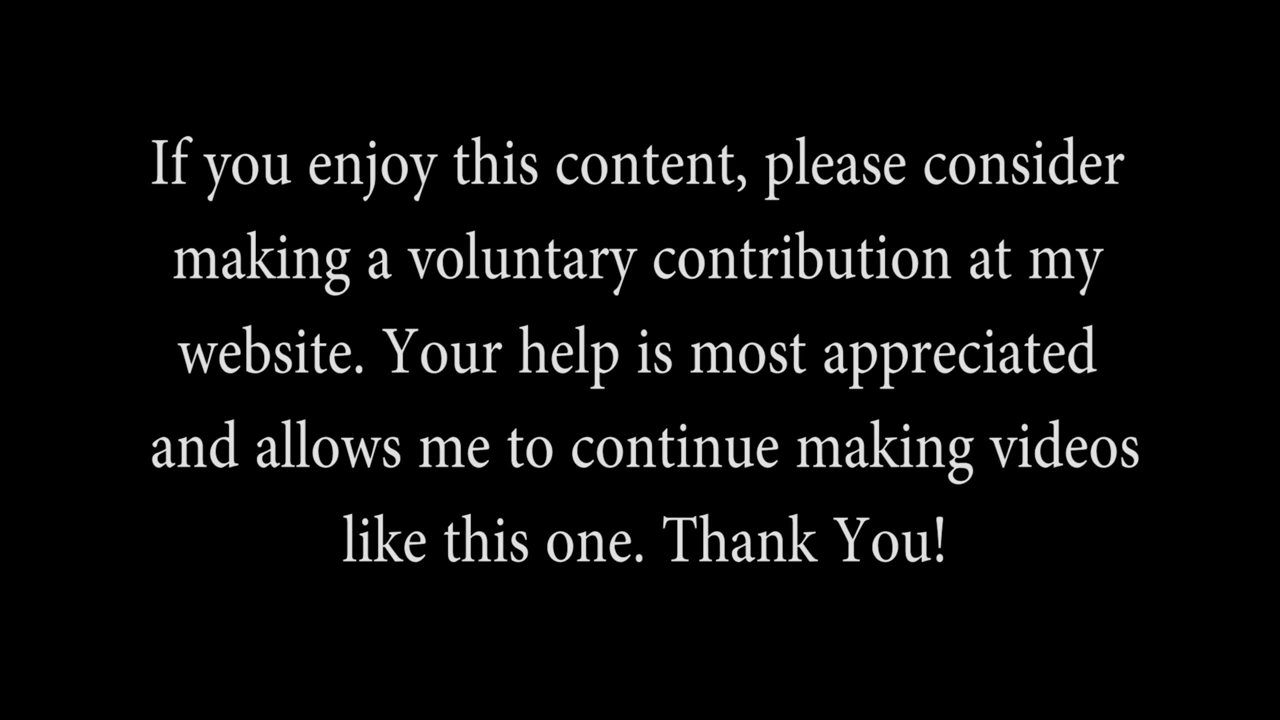 If you enjoy this content, please consider
making a voluntary contribution at my
website. Your help is most appreciated
and allows me to continue making videos
like this one. Thank You!